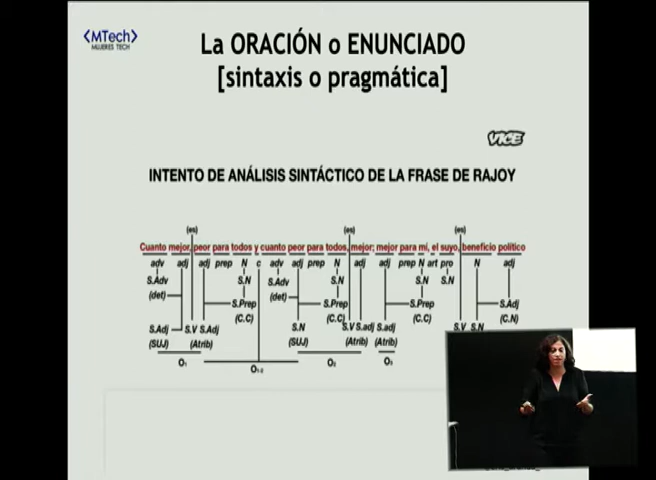 <MTech>
MUJERES TECH
La ORACIÓN o ENUNCIADO
[sintaxis o pragmática]
VICE
INTENTO DE ANÁLISIS SINTÁCTICO DE LA FRASE DE RAJOY
(es) (es) (es)
Cuanto mejor, peor para todos y cuanto peor para todos, mejor; mejor para mí, el suyo, beneficio político
adv adj adj prep N c adv adj prep N adj adj prep N art pro N adj
S.Adv S.N S.Adv S.N S.N S.N
(det) (det)
S.Prep S.Prep S.Prep S.Adj
(C.C) (C.C) (C.C) (C.N)
S.Adj S.V S.Adj S.N S.V S.adj S.adj S.V S.N
(SUJ) (Atrib) (SUJ) (Atrib) (Atrib)
O1 O1-2 O2 O3